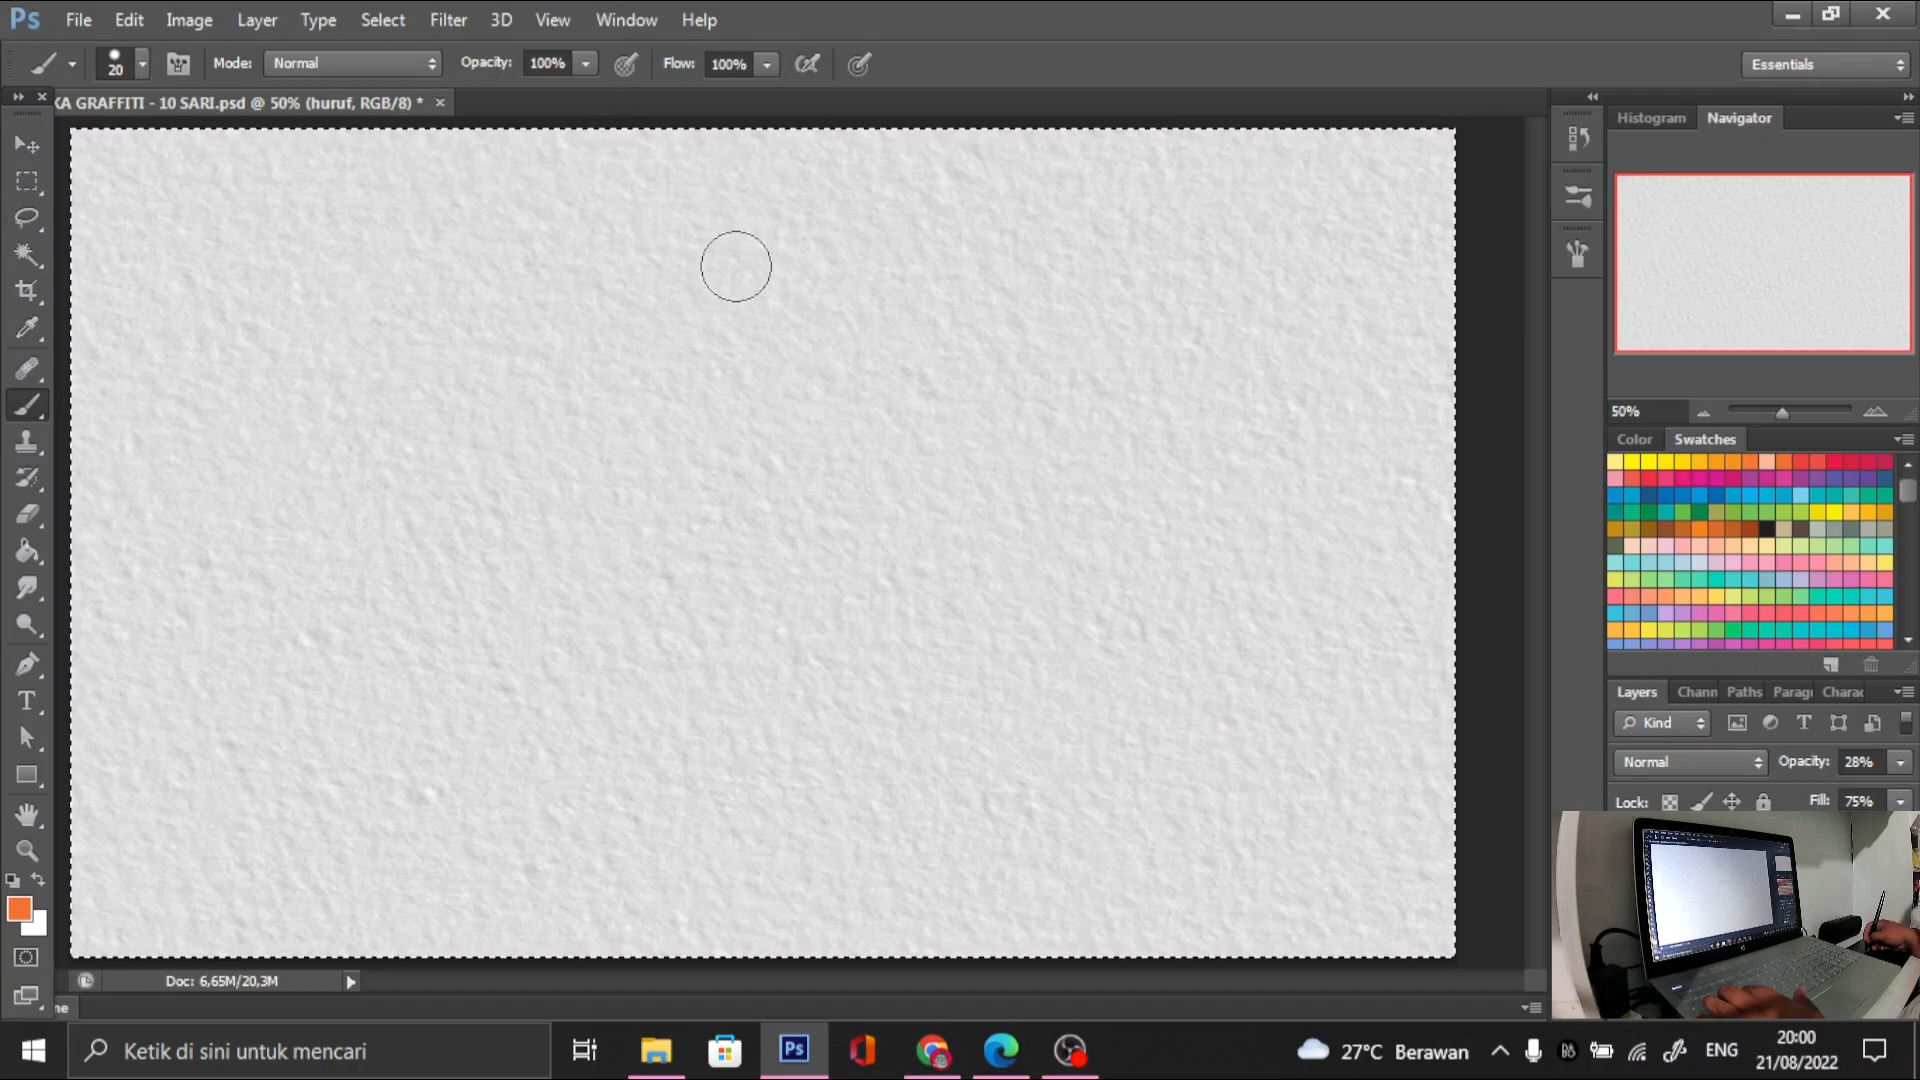 Ps File Edit Image Layer Type Select Filter 3D View Window Help
20 Mode: Normal Opacity: 100% Flow: 100% Essentials
KA GRAFFITI - 10 SARI.psd @ 50% (huruf, RGB/8) *
Histogram Navigator
50%
Color Swatches
Layers Chann Paths Paragi Charac
Kind T
Normal Opacity: 28%
Lock: Fill: 75%
T
Doc: 6,65M/20,3M
ne
Ketik di sini untuk mencari
Ps
27°C Berawan
ENG
20:00
21/08/2022